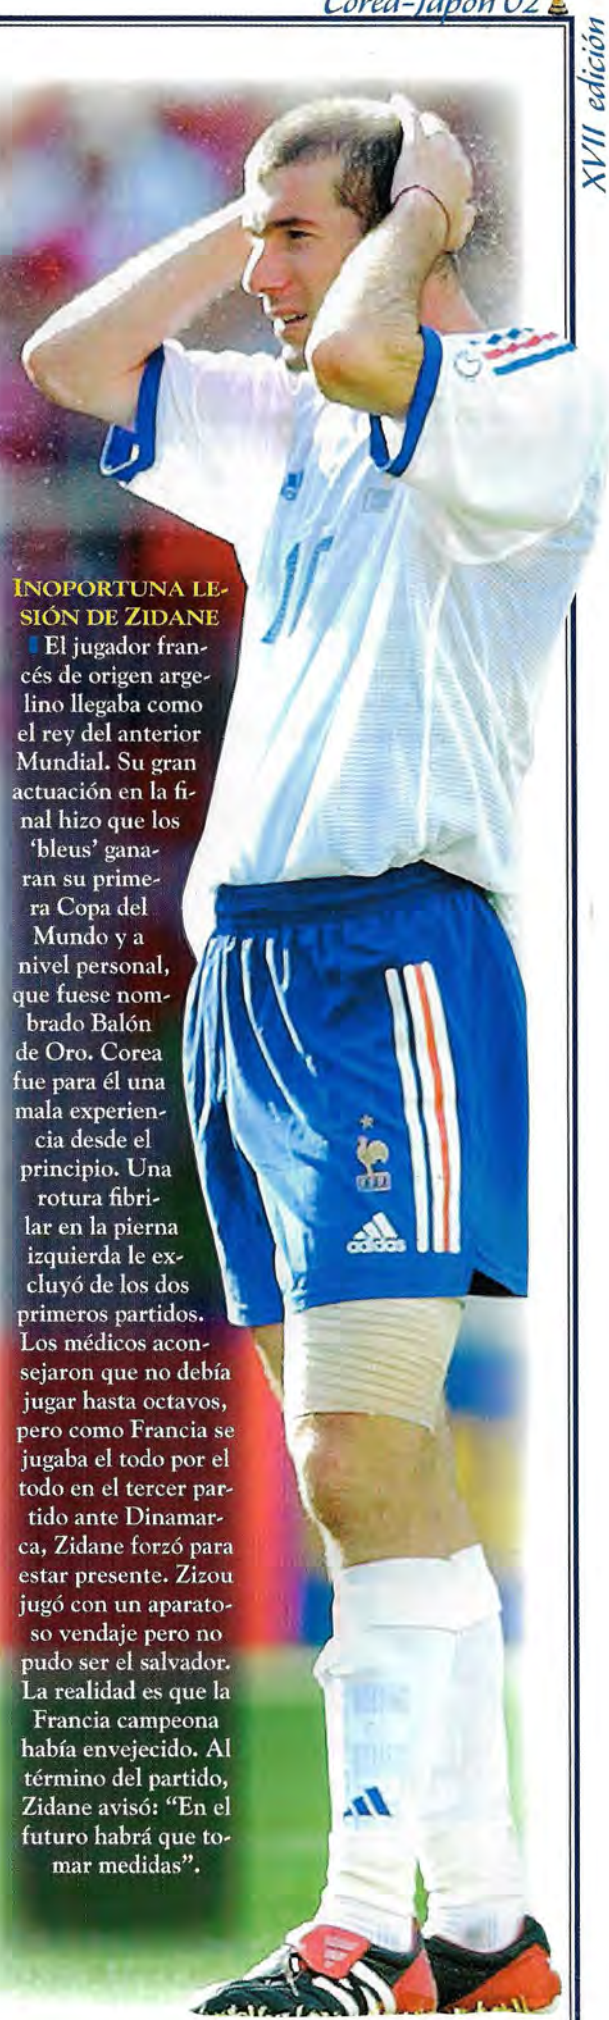 Corea-Japón 02
XVII edición
INOPORTUNA LE-
SIÓN DE ZIDANE
El jugador fran-
cés de origen arge-
lino llegaba como
el rey del anterior
Mundial. Su gran
actuación en la fi-
nal hizo que los
‘bleus’ gana-
ran su prime-
ra Copa del
Mundo y a
nivel personal,
que fuese nom-
brado Balón
de Oro. Corea
fue para él una
mala experien-
cia desde el
principio. Una
rotura fibri-
lar en la pierna
izquierda le ex-
cluyó de los dos
primeros partidos.
Los médicos acon-
sejaron que no debía
jugar hasta octavos,
pero como Francia se
jugaba el todo por el
todo en el tercer par-
tido ante Dinamar-
ca, Zidane forzó para
estar presente. Zizou
jugó con un aparato-
so vendaje pero no
pudo ser el salvador.
La realidad es que la
Francia campeona
había envejecido. Al
término del partido,
Zidane avisó: “En el
futuro habrá que to-
mar medidas”.
adidas